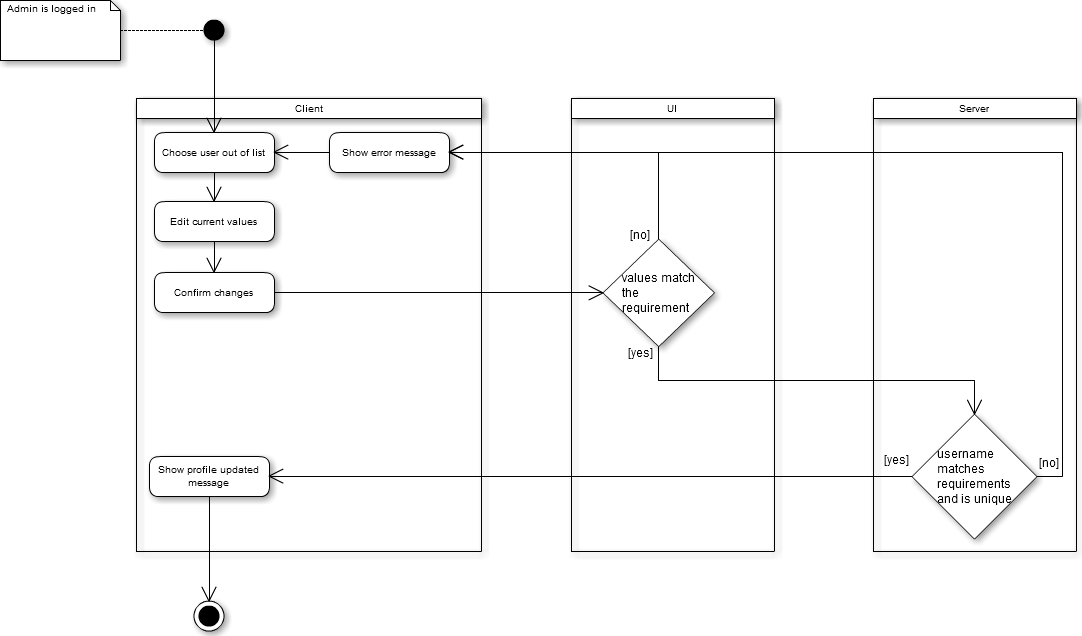 Admin is logged in
Client
UI
Server
Choose user out of list
Show error message
Edit current values
[no]
Confirm changes
values match
the
requirement
[yes]
[yes]
username
matches
requirements
and is unique
[no]
Show profile updated
message